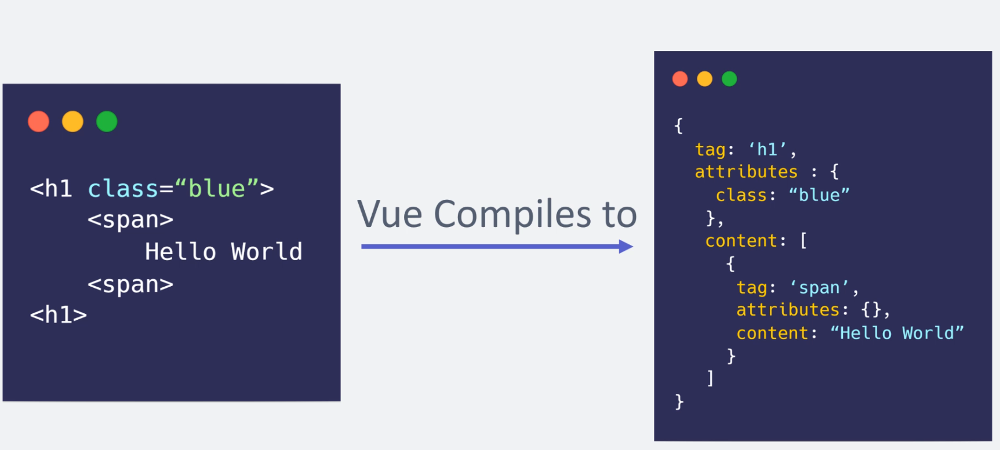 <h1 class=“blue”>
<span>
Hello World
<span>
<h1>
Vue Compiles to
{
tag: ‘h1’,
attributes : {
class: “blue”
},
content: [
{
tag: ‘span’,
attributes: {},
content: “Hello World”
}
]
}